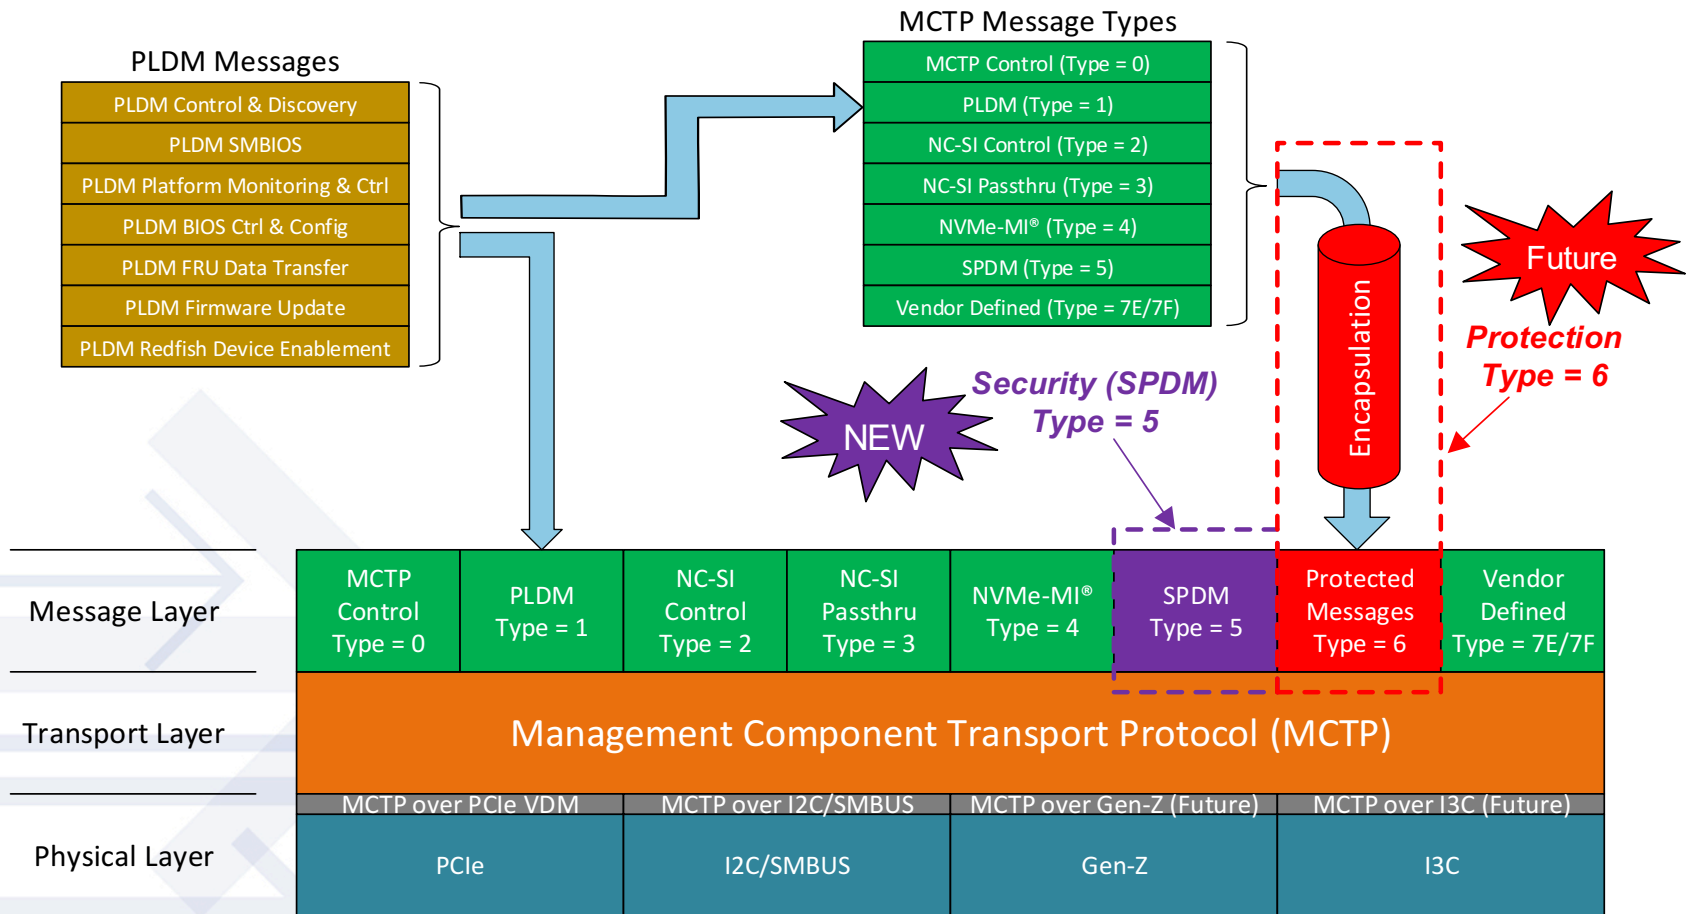 MCTP Message Types
PLDM Messages
PLDM Control & Discovery
PLDM SMBIOS
PLDM Platform Monitoring & Ctrl
PLDM BIOS Ctrl & Config
PLDM FRU Data Transfer
PLDM Firmware Update
PLDM Redfish Device Enablement
MCTP Control (Type = 0)
PLDM (Type = 1)
NC-SI Control (Type = 2)
NC-SI Passthru (Type = 3)
NVMe-MI® (Type = 4)
SPDM (Type = 5)
Vendor Defined (Type = 7E/7F)
Encapsulation
Future
Protection
Type = 6
NEW
Security (SPDM)
Type = 5
Message Layer
MCTP
Control
Type = 0
PLDM
Type = 1
NC-SI
Control
Type = 2
NC-SI
Passthru
Type = 3
NVMe-MI®
Type = 4
SPDM
Type = 5
Protected
Messages
Type = 6
Vendor
Defined
Type = 7E/7F
Transport Layer
Management Component Transport Protocol (MCTP)
MCTP over PCIe VDM
MCTP over I2C/SMBUS
MCTP over Gen-Z (Future)
MCTP over I3C (Future)
Physical Layer
PCIe
I2C/SMBUS
Gen-Z
I3C